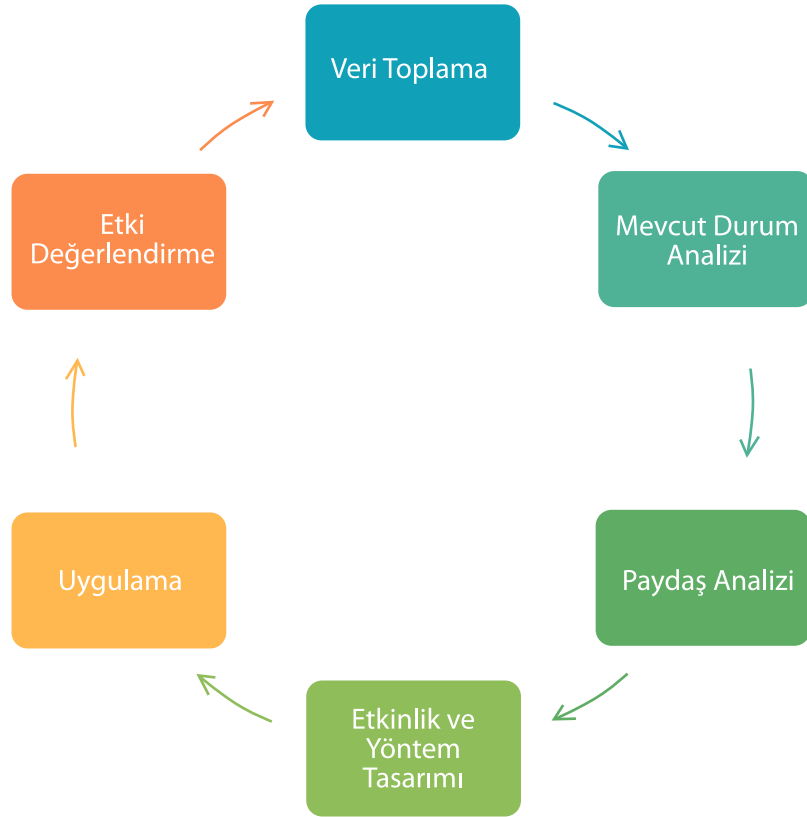 Veri Toplama
Mevcut Durum
Analizi
Paydaş Analizi
Etkinlik ve
Yöntem
Tasarımı
Uygulama
Etki
Değerlendirme